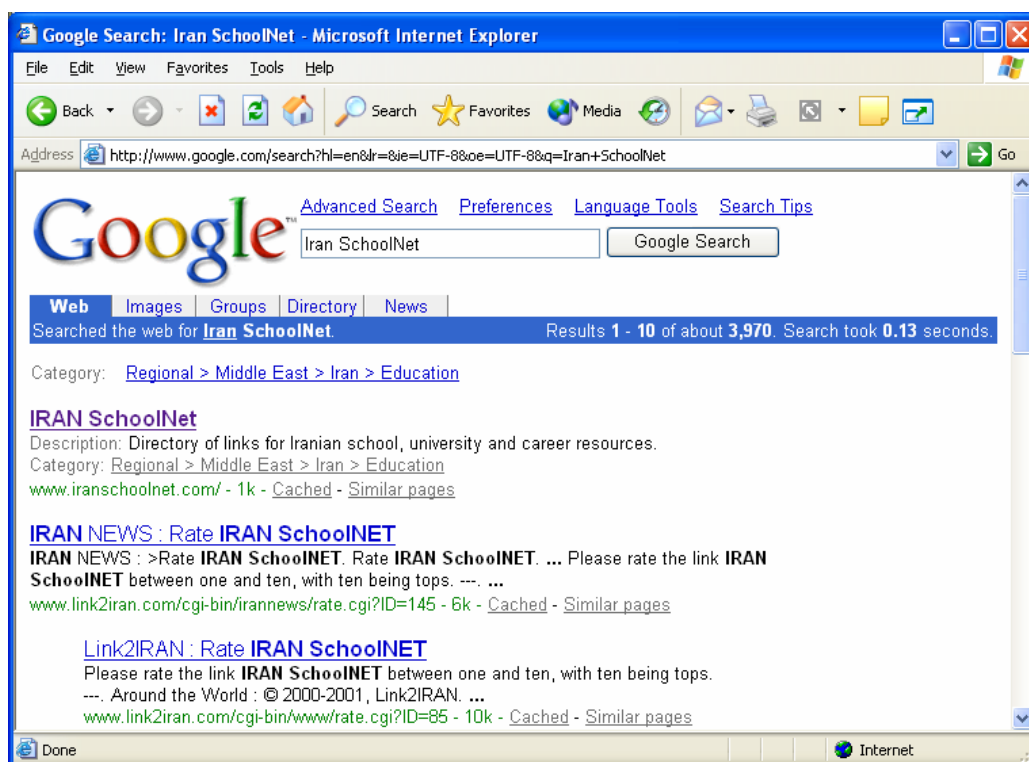 Google Search: Iran SchoolNet - Microsoft Internet Explorer
File Edit View Favorites Tools Help
Back Search Favorites Media
Address http://www.google.com/search?hl=en&lr=&ie=UTF-8&oe=UTF-8&q=Iran+SchoolNet Go
Advanced Search Preferences Language Tools Search Tips
Google™ Iran SchoolNet Google Search
Web Images Groups Directory News
Searched the web for Iran SchoolNet. Results 1 - 10 of about 3,970. Search took 0.13 seconds.
Category: Regional > Middle East > Iran > Education
IRAN SchoolNet
Description: Directory of links for Iranian school, university and career resources.
Category: Regional > Middle East > Iran > Education
www.iranschoolnet.com/ - 1k - Cached - Similar pages
IRAN NEWS : Rate IRAN SchoolNET
IRAN NEWS : >Rate IRAN SchoolNET. Rate IRAN SchoolNET. ... Please rate the link IRAN
SchoolNET between one and ten, with ten being tops. ---. ...
www.link2iran.com/cgi-bin/irannews/rate.cgi?ID=145 - 6k - Cached - Similar pages
Link2IRAN : Rate IRAN SchoolNET
Please rate the link IRAN SchoolNET between one and ten, with ten being tops.
---. Around the World : © 2000-2001, Link2IRAN. ...
www.link2iran.com/cgi-bin/www/rate.cgi?ID=85 - 10k - Cached - Similar pages
Done Internet